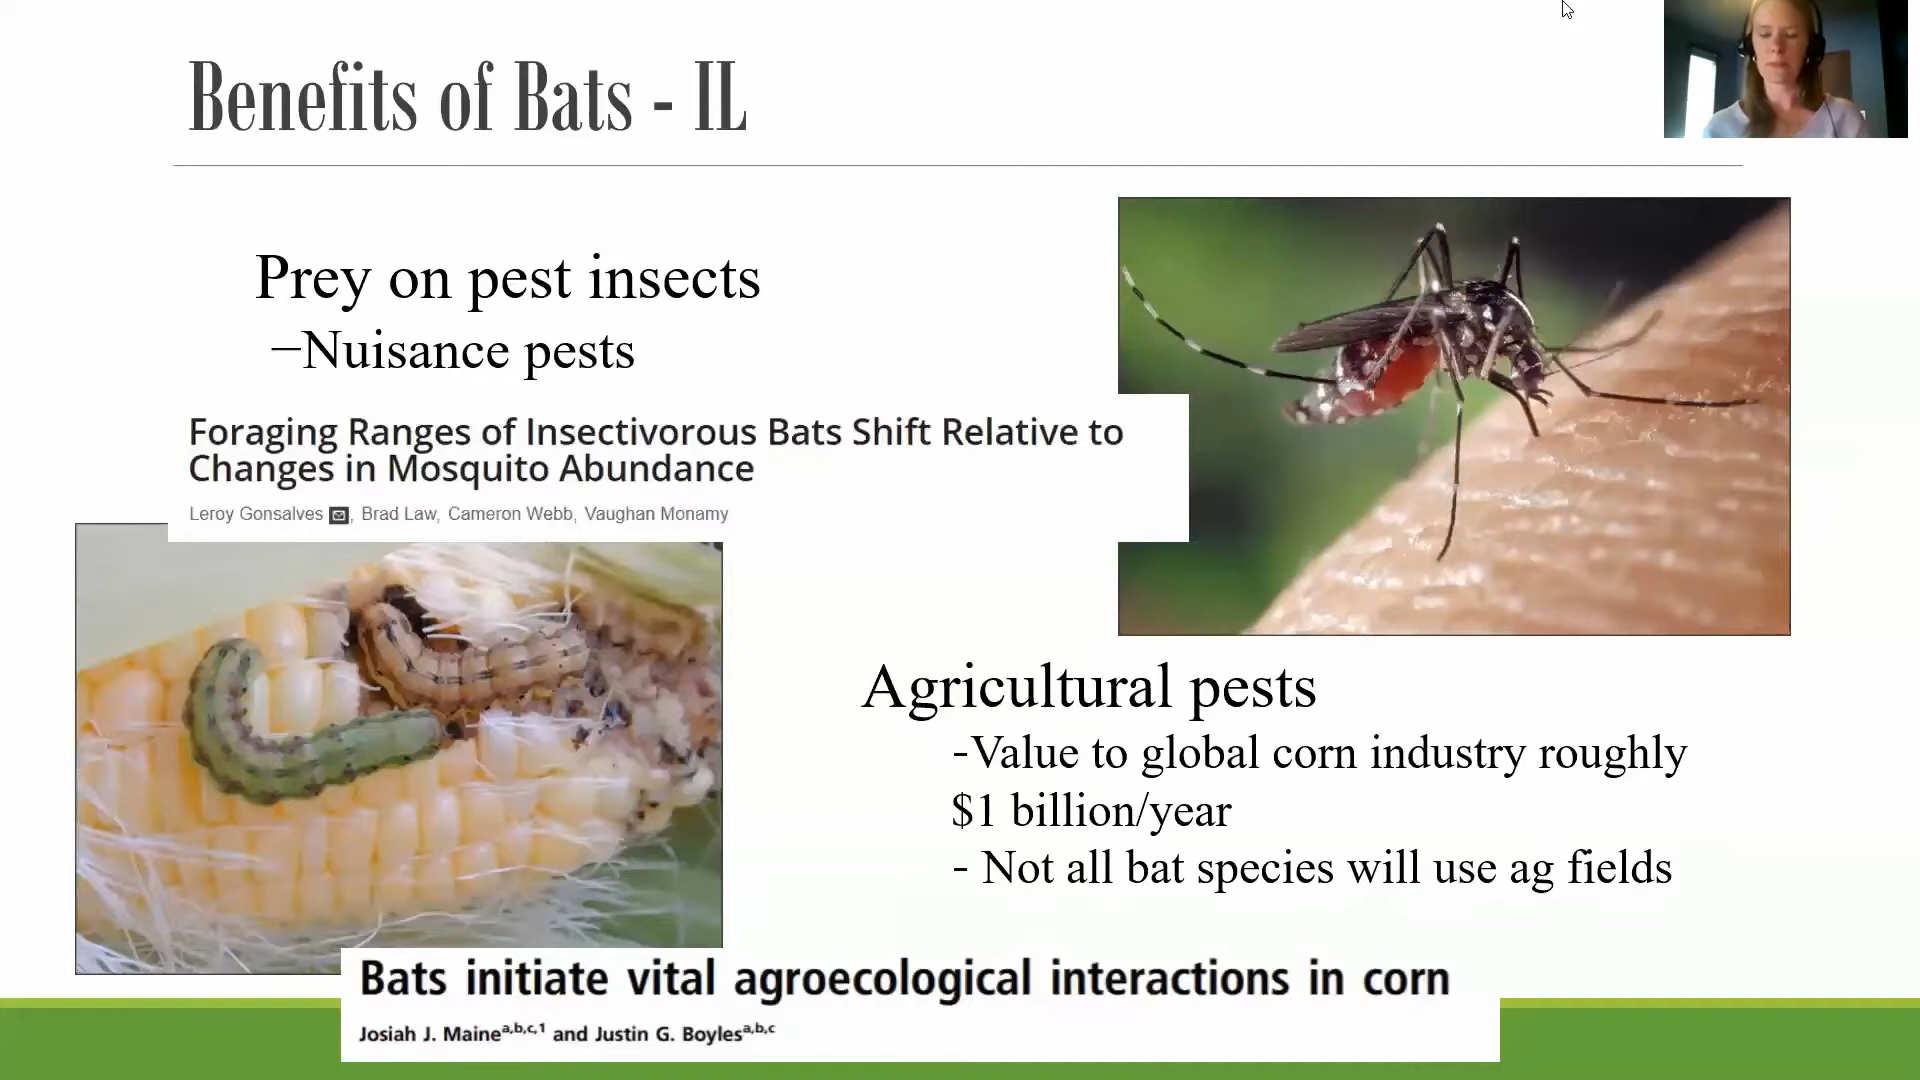 Benefits of Bats - IL
Prey on pest insects
–Nuisance pests
Foraging Ranges of Insectivorous Bats Shift Relative to
Changes in Mosquito Abundance
Leroy Gonsalves, Brad Law, Cameron Webb, Vaughan Monamy
Agricultural pests
-Value to global corn industry roughly
$1 billion/year
- Not all bat species will use ag fields
Bats initiate vital agroecological interactions in corn
Josiah J. Maine^a,b,c,1 and Justin G. Boyles^a,b,c